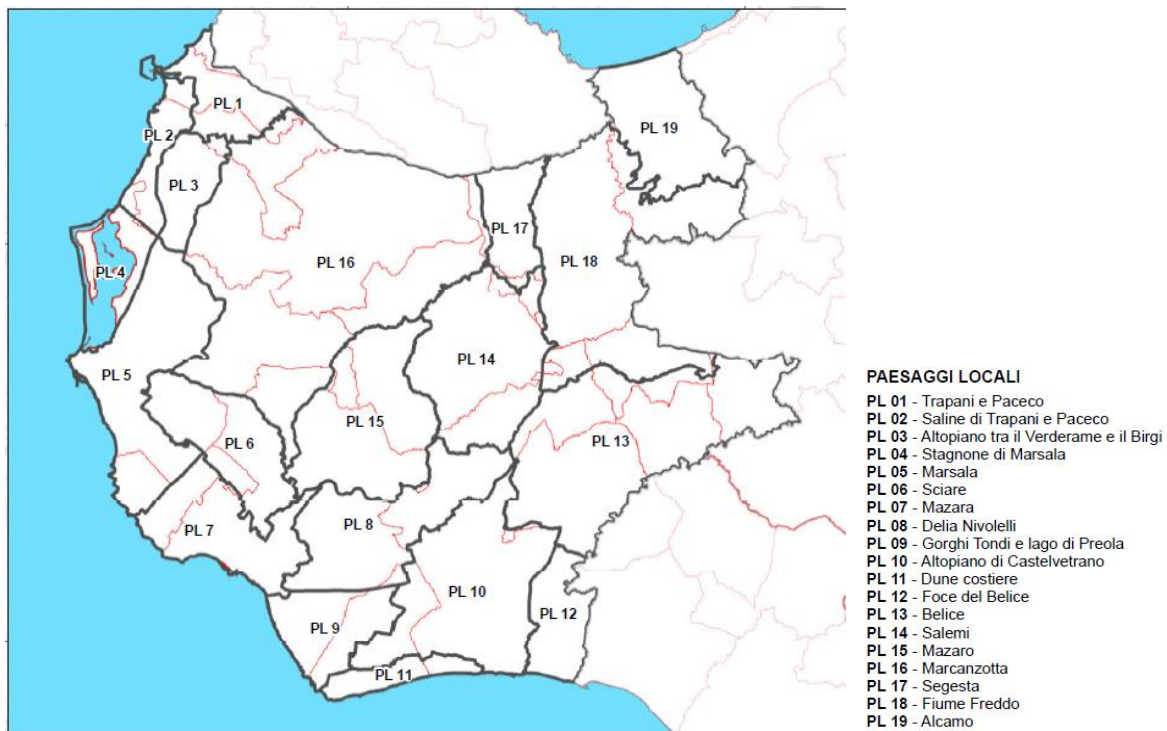 PL 1
PL 2
PL 19
PL 3
PL 17
PL 18
PL 16
PL 4
PL 14
PL 5
PL 15
PL 6
PL 13
PL 8
PL 7
PL 10
PL 12
PL 9
PL 11
PAESAGGI LOCALI
PL 01 - Trapani e Paceco
PL 02 - Saline di Trapani e Paceco
PL 03 - Altopiano tra il Verderame e il Birgi
PL 04 - Stagnone di Marsala
PL 05 - Marsala
PL 06 - Sciare
PL 07 - Mazara
PL 08 - Delia Nivolelli
PL 09 - Gorghi Tondi e lago di Preola
PL 10 - Altopiano di Castelvetrano
PL 11 - Dune costiere
PL 12 - Foce del Belice
PL 13 - Belice
PL 14 - Salemi
PL 15 - Mazaro
PL 16 - Marcanzotta
PL 17 - Segesta
PL 18 - Fiume Freddo
PL 19 - Alcamo